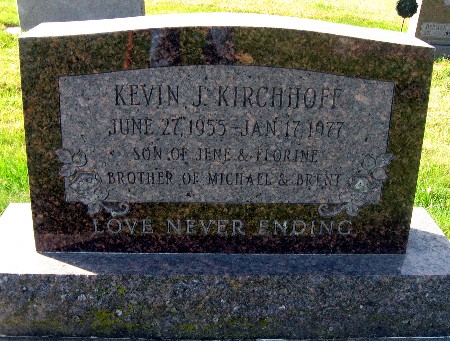 KEVIN J. KIRCHHOFF
JUNE 27, 1955 - JAN. 17, 1977
SON OF JENE & FLORINE
BROTHER OF MICHAEL & BRENT
LOVE NEVER ENDING